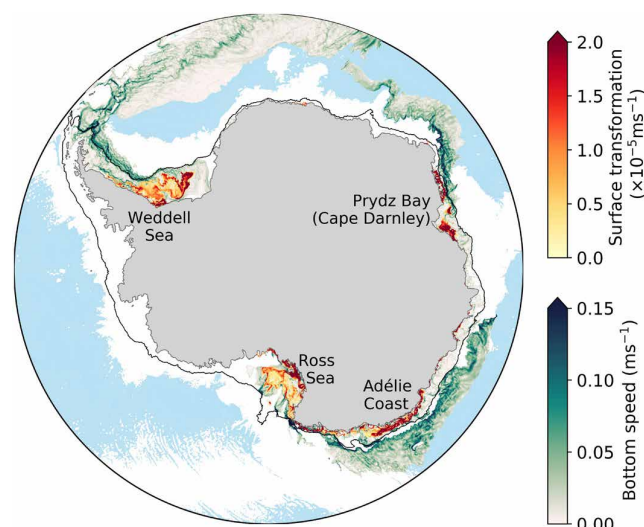 Weddell
Sea
Prydz Bay
(Cape Darnley)
Ross
Sea
Adélie
Coast
2.0
1.5
1.0
0.5
0.0
Surface transformation
(×10⁻⁵ms⁻¹)
0.15
0.10
0.05
0.00
Bottom speed (ms⁻¹)